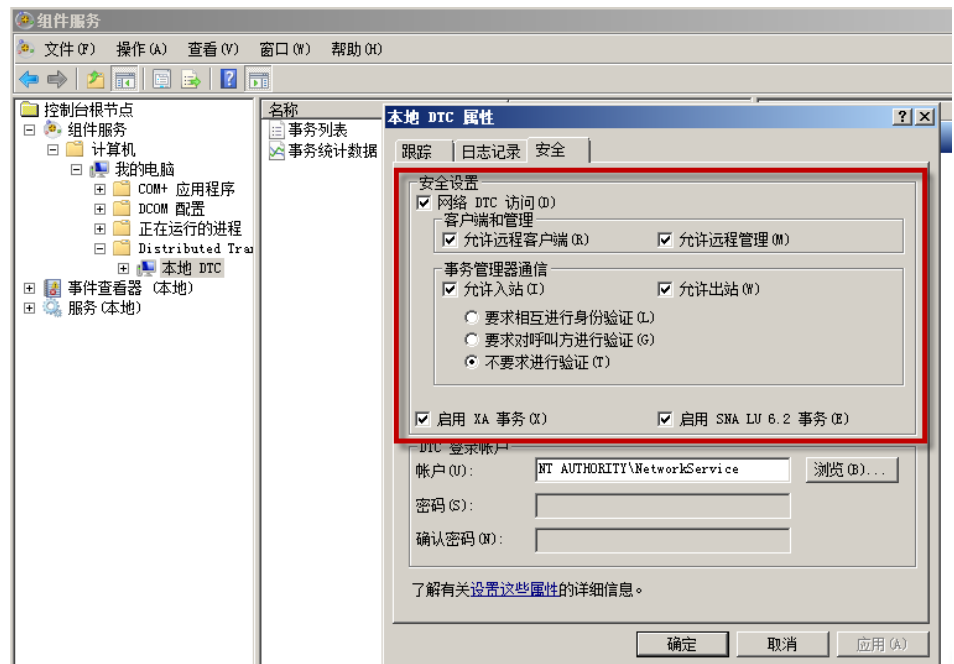 组件服务
文件(F) 操作(A) 查看(V) 窗口(W) 帮助(H)
控制台根节点
组件服务
计算机
我的电脑
COM+ 应用程序
DCOM 配置
正在运行的进程
Distributed Tra
本地 DTC
事件查看器 (本地)
服务(本地)
名称
事务列表
事务统计数据
本地 DTC 属性
跟踪 日志记录 安全
安全设置
网络 DTC 访问(D)
客户端和管理
允许远程客户端(R) 允许远程管理(M)
事务管理器通信
允许入站(I) 允许出站(W)
要求相互进行身份验证(L)
要求对呼叫方进行验证(G)
不要求进行验证(T)
启用 XA 事务(X) 启用 SNA LU 6.2 事务(E)
DTC 登录帐户
帐户(U): NT AUTHORITY\NetworkService 浏览(B)...
密码(S):
确认密码(N):
了解有关设置这些属性的详细信息。
确定 取消 应用(A)